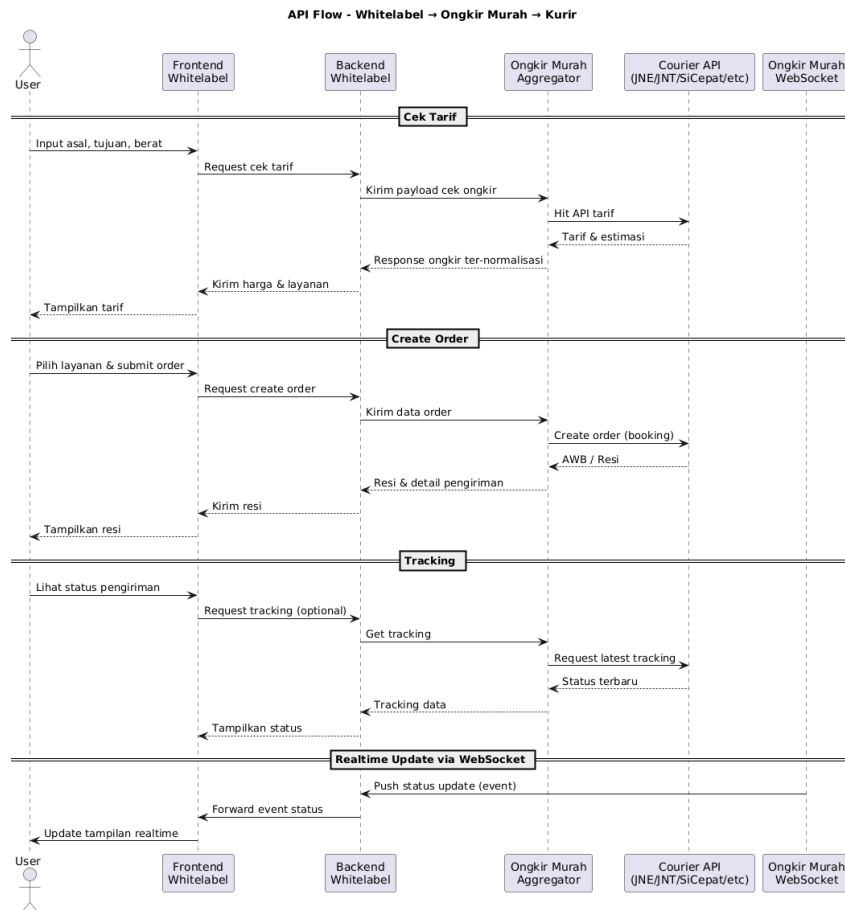 API Flow - Whitelabel → Ongkir Murah → Kurir
User
Frontend
Whitelabel
Backend
Whitelabel
Ongkir Murah
Aggregator
Courier API
(JNE/JNT/SiCepat/etc)
Ongkir Murah
WebSocket
Cek Tarif
Input asal, tujuan, berat
Request cek tarif
Kirim payload cek ongkir
Hit API tarif
Tarif & estimasi
Response ongkir ter-normalisasi
Kirim harga & layanan
Tampilkan tarif
Create Order
Pilih layanan & submit order
Request create order
Kirim data order
Create order (booking)
AWB / Resi
Resi & detail pengiriman
Kirim resi
Tampilkan resi
Tracking
Lihat status pengiriman
Request tracking (optional)
Get tracking
Request latest tracking
Status terbaru
Tracking data
Tampilkan status
Realtime Update via WebSocket
Push status update (event)
Forward event status
Update tampilan realtime
User
Frontend
Whitelabel
Backend
Whitelabel
Ongkir Murah
Aggregator
Courier API
(JNE/JNT/SiCepat/etc)
Ongkir Murah
WebSocket